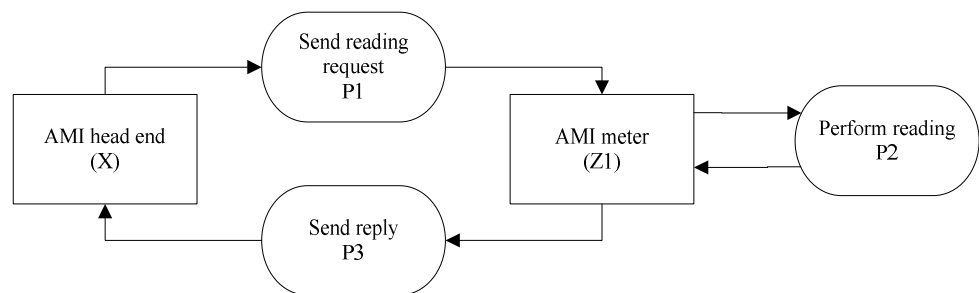 Send reading
request
P1
AMI head end
(X)
AMI meter
(Z1)
Perform reading
P2
Send reply
P3